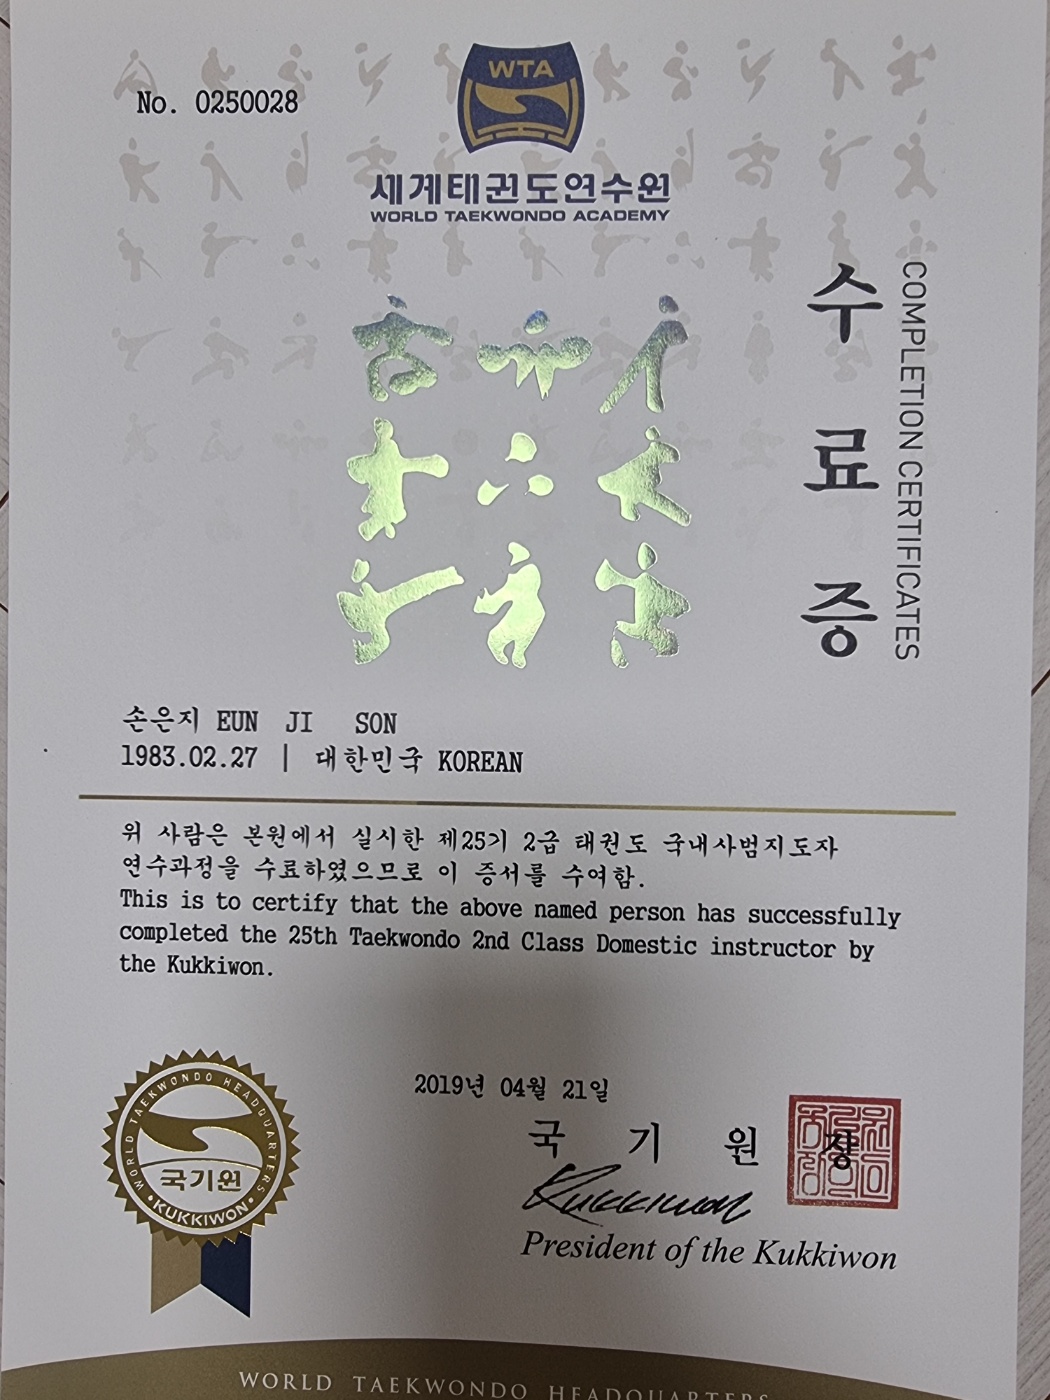 No. 0250028
WTA
세계태권도연수원
WORLD TAEKWONDO ACADEMY
수료증
COMPLETION CERTIFICATES
손은지 EUN JI SON
1983.02.27 | 대한민국 KOREAN
위 사람은 본원에서 실시한 제25기 2급 태권도 국내사범지도자
연수과정을 수료하였으므로 이 증서를 수여함.
This is to certify that the above named person has successfully
completed the 25th Taekwondo 2nd Class Domestic instructor by
the Kukkiwon.
2019년 04월 21일
국 기 원 장
Kukkiwon
President of the Kukkiwon
WORLD TAEKWONDO HEADQUARTERS
국기원
KUKKIWON
WORLD TAEKWONDO HEADQUARTERS